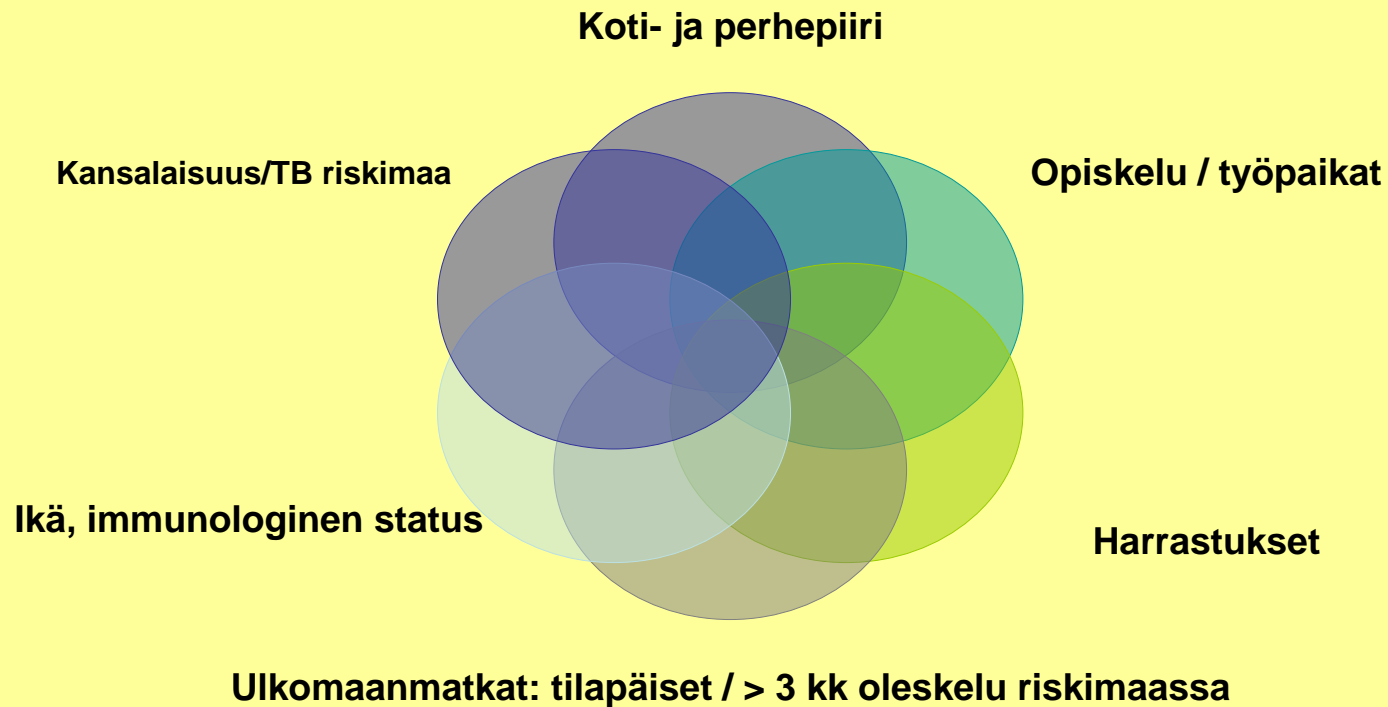 Koti- ja perhepiiri
Kansalaisuus/TB riskimaa
Opiskelu / työpaikat
Ikä, immunologinen status
Harrastukset
Ulkomaanmatkat: tilapäiset / > 3 kk oleskelu riskimaassa